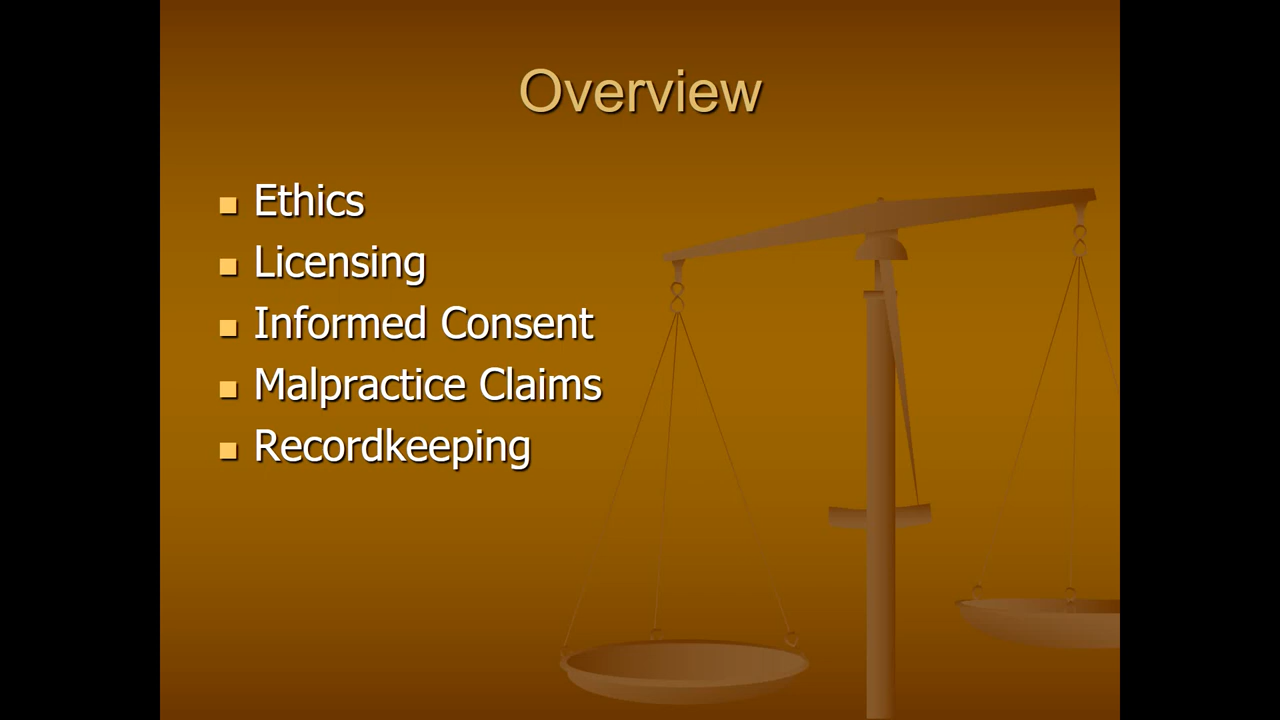 Overview
Ethics
Licensing
Informed Consent
Malpractice Claims
Recordkeeping